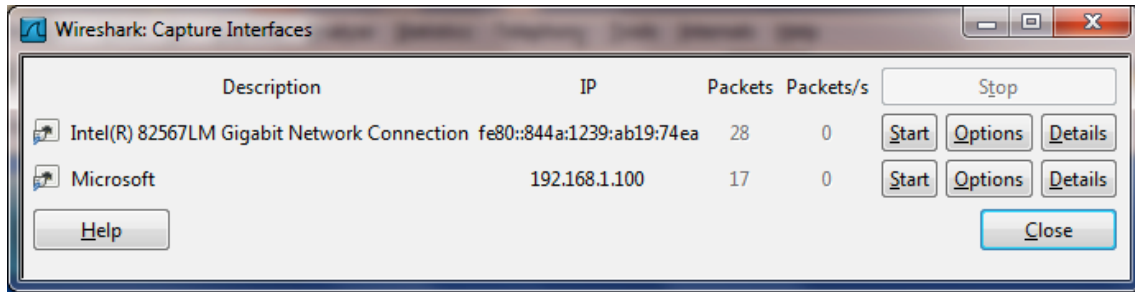 Wireshark: Capture Interfaces
Description IP Packets Packets/s Stop
Intel(R) 82567LM Gigabit Network Connection fe80::844a:1239:ab19:74ea 28 0 Start Options Details
Microsoft 192.168.1.100 17 0 Start Options Details
Help Close